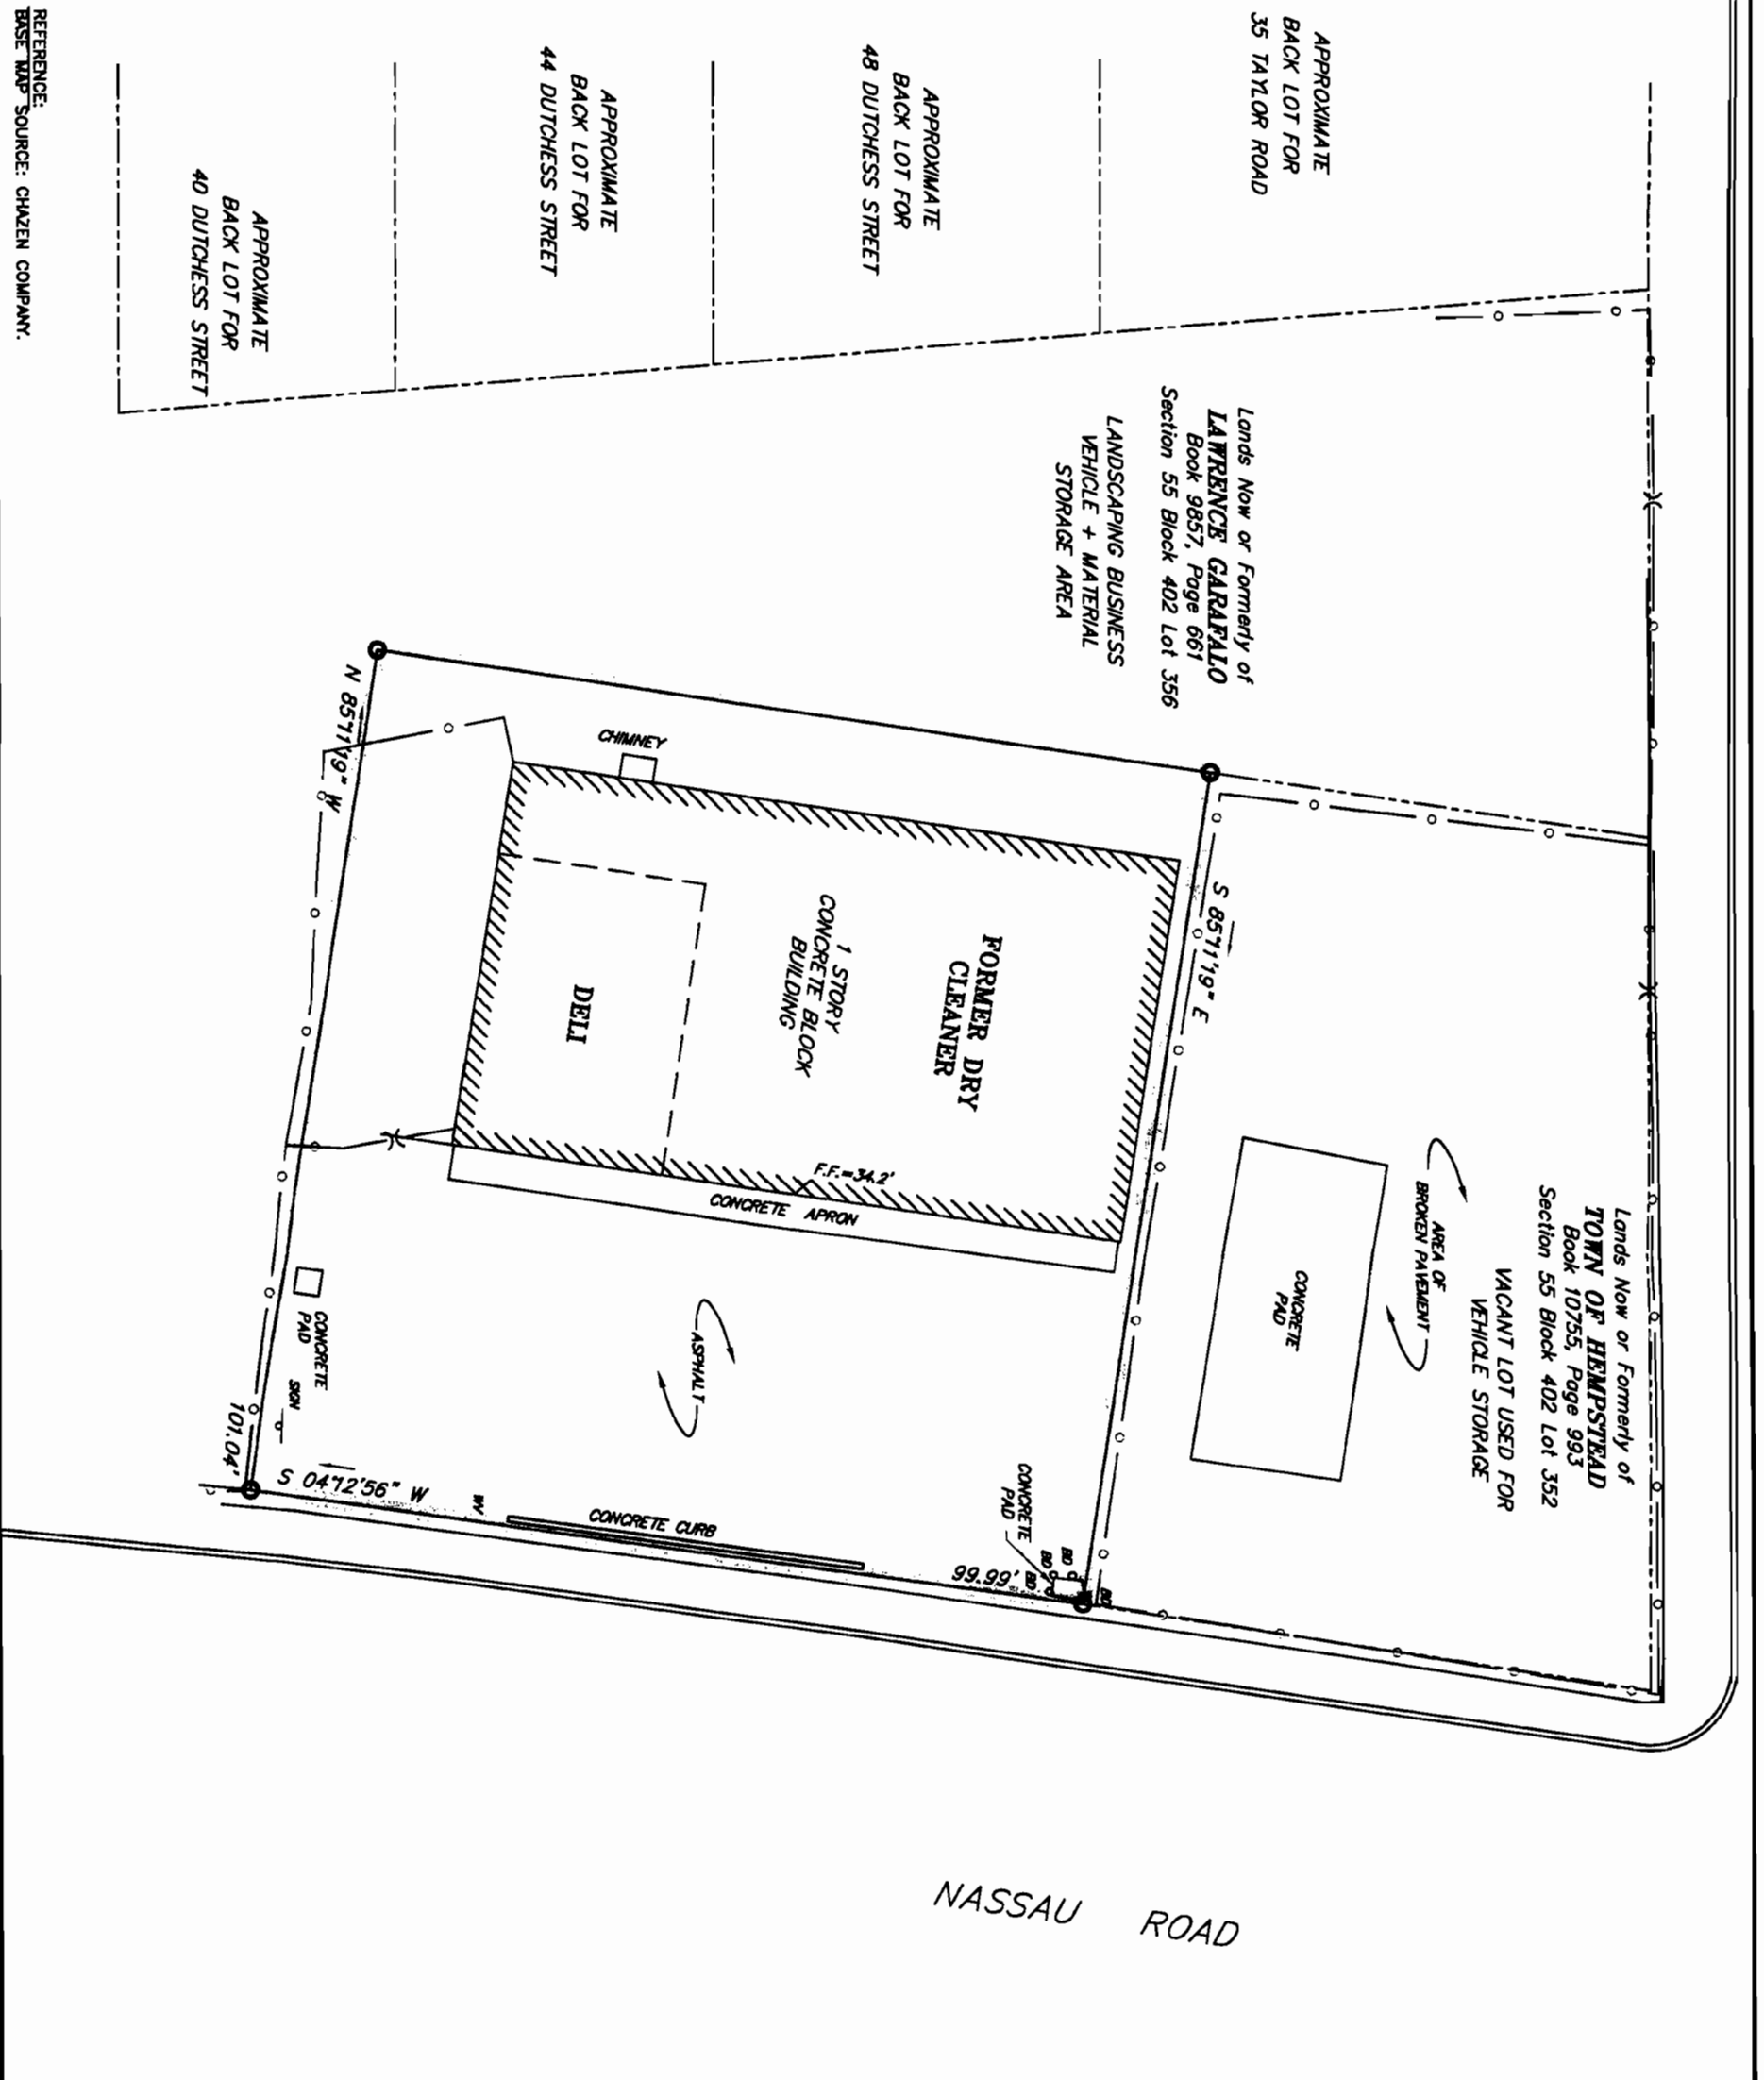 APPROXIMATE
BACK LOT FOR
35 TAYLOR ROAD
APPROXIMATE
BACK LOT FOR
48 DUTCHESS STREET
APPROXIMATE
BACK LOT FOR
44 DUTCHESS STREET
APPROXIMATE
BACK LOT FOR
40 DUTCHESS STREET
REFERENCE:
BASE MAP SOURCE: CHAZEN COMPANY.
Lands Now or Formerly of
LAWRENCE GARAFALO
Book 9857, Page 661
Section 55 Block 402 Lot 356
LANDSCAPING BUSINESS
VEHICLE + MATERIAL
STORAGE AREA
N 85°11'19" W
CHIMNEY
S 85°11'19" E
FORMER DRY
CLEANER
1 STORY
CONCRETE BLOCK
BUILDING
DELI
F.F.=34.2'
CONCRETE APRON
Lands Now or Formerly of
TOWN OF HEMPSTEAD
Book 10755, Page 993
Section 55 Block 402 Lot 352
VACANT LOT USED FOR
VEHICLE STORAGE
AREA OF
BROKEN PAVEMENT
CONCRETE
PAD
ASPHALT
CONCRETE
PAD
SIGN
101.04'
S 04°12'56" W
WV
CONCRETE CURB
CONCRETE
PAD
BO
BO
BO
BO
99.99'
NASSAU ROAD